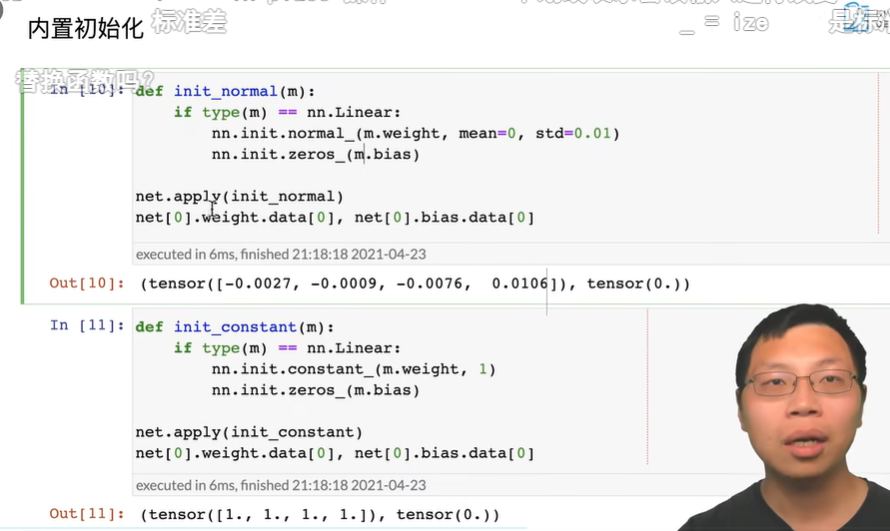 标准差
_ = ize
内置初始化
替换函数吗?
In [10]: def init_normal(m):
if type(m) == nn.Linear:
nn.init.normal_(m.weight, mean=0, std=0.01)
nn.init.zeros_(m.bias)
net.apply(init_normal)
net[0].weight.data[0], net[0].bias.data[0]
executed in 6ms, finished 21:18:18 2021-04-23
Out[10]: (tensor([-0.0027, -0.0009, -0.0076, 0.0106]), tensor(0.))
In [11]: def init_constant(m):
if type(m) == nn.Linear:
nn.init.constant_(m.weight, 1)
nn.init.zeros_(m.bias)
net.apply(init_constant)
net[0].weight.data[0], net[0].bias.data[0]
executed in 6ms, finished 21:18:18 2021-04-23
Out[11]: (tensor([1., 1., 1., 1.]), tensor(0.))